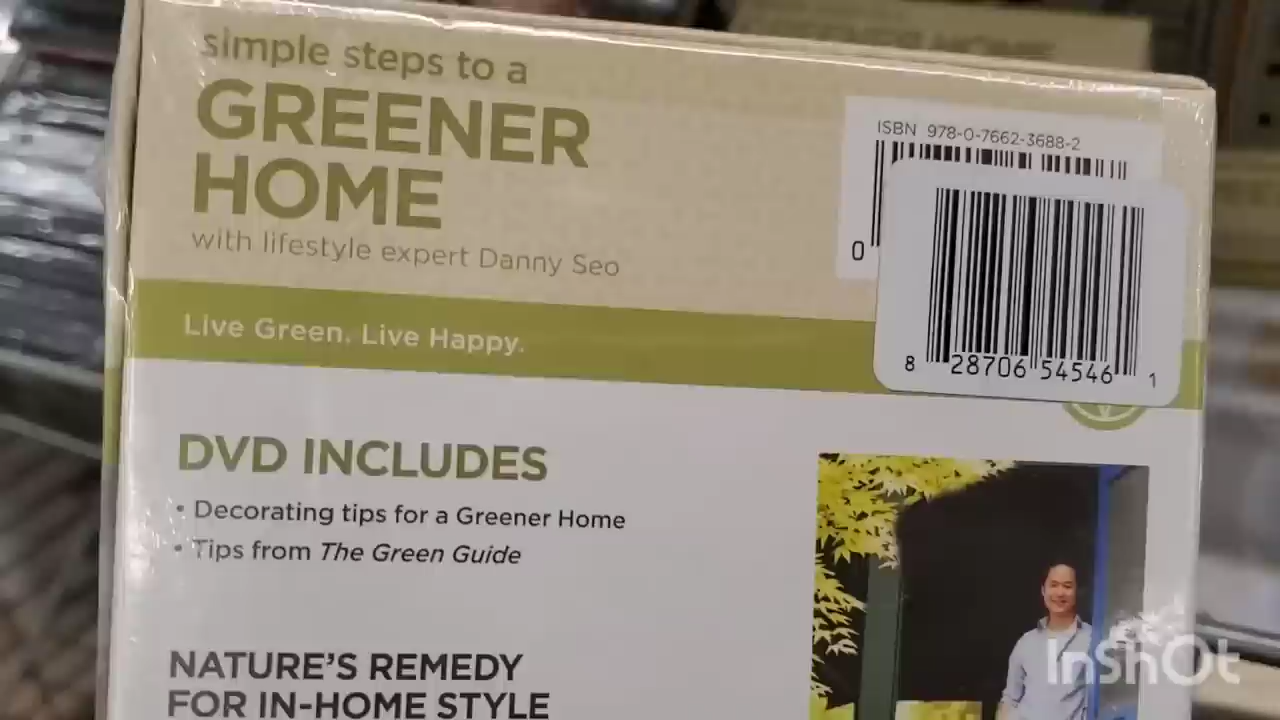 simple steps to a
GREENER
HOME
with lifestyle expert Danny Seo
ISBN 978-0-7662-3688-2
0
8 28706 54546 1
Live Green. Live Happy.
DVD INCLUDES
• Decorating tips for a Greener Home
• Tips from The Green Guide
NATURE'S REMEDY
FOR IN-HOME STYLE
InShOt